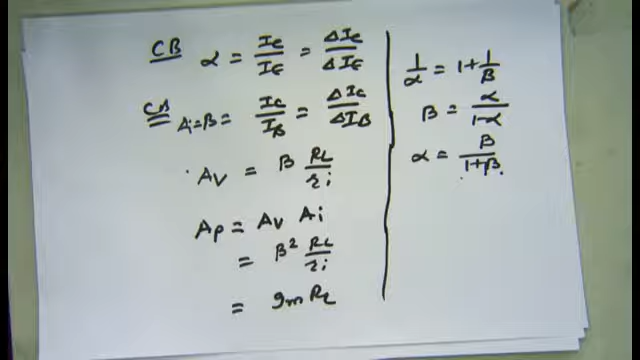 CB α = Ic/IE = ΔIc/ΔIE
CE Ai=β= Ic/IB = ΔIc/ΔIB
Av = β RL/ri
Ap = Av Ai
= β² RL/ri
= gm RL
1/α = 1+1/β
β = α/1-α
α = β/1+β